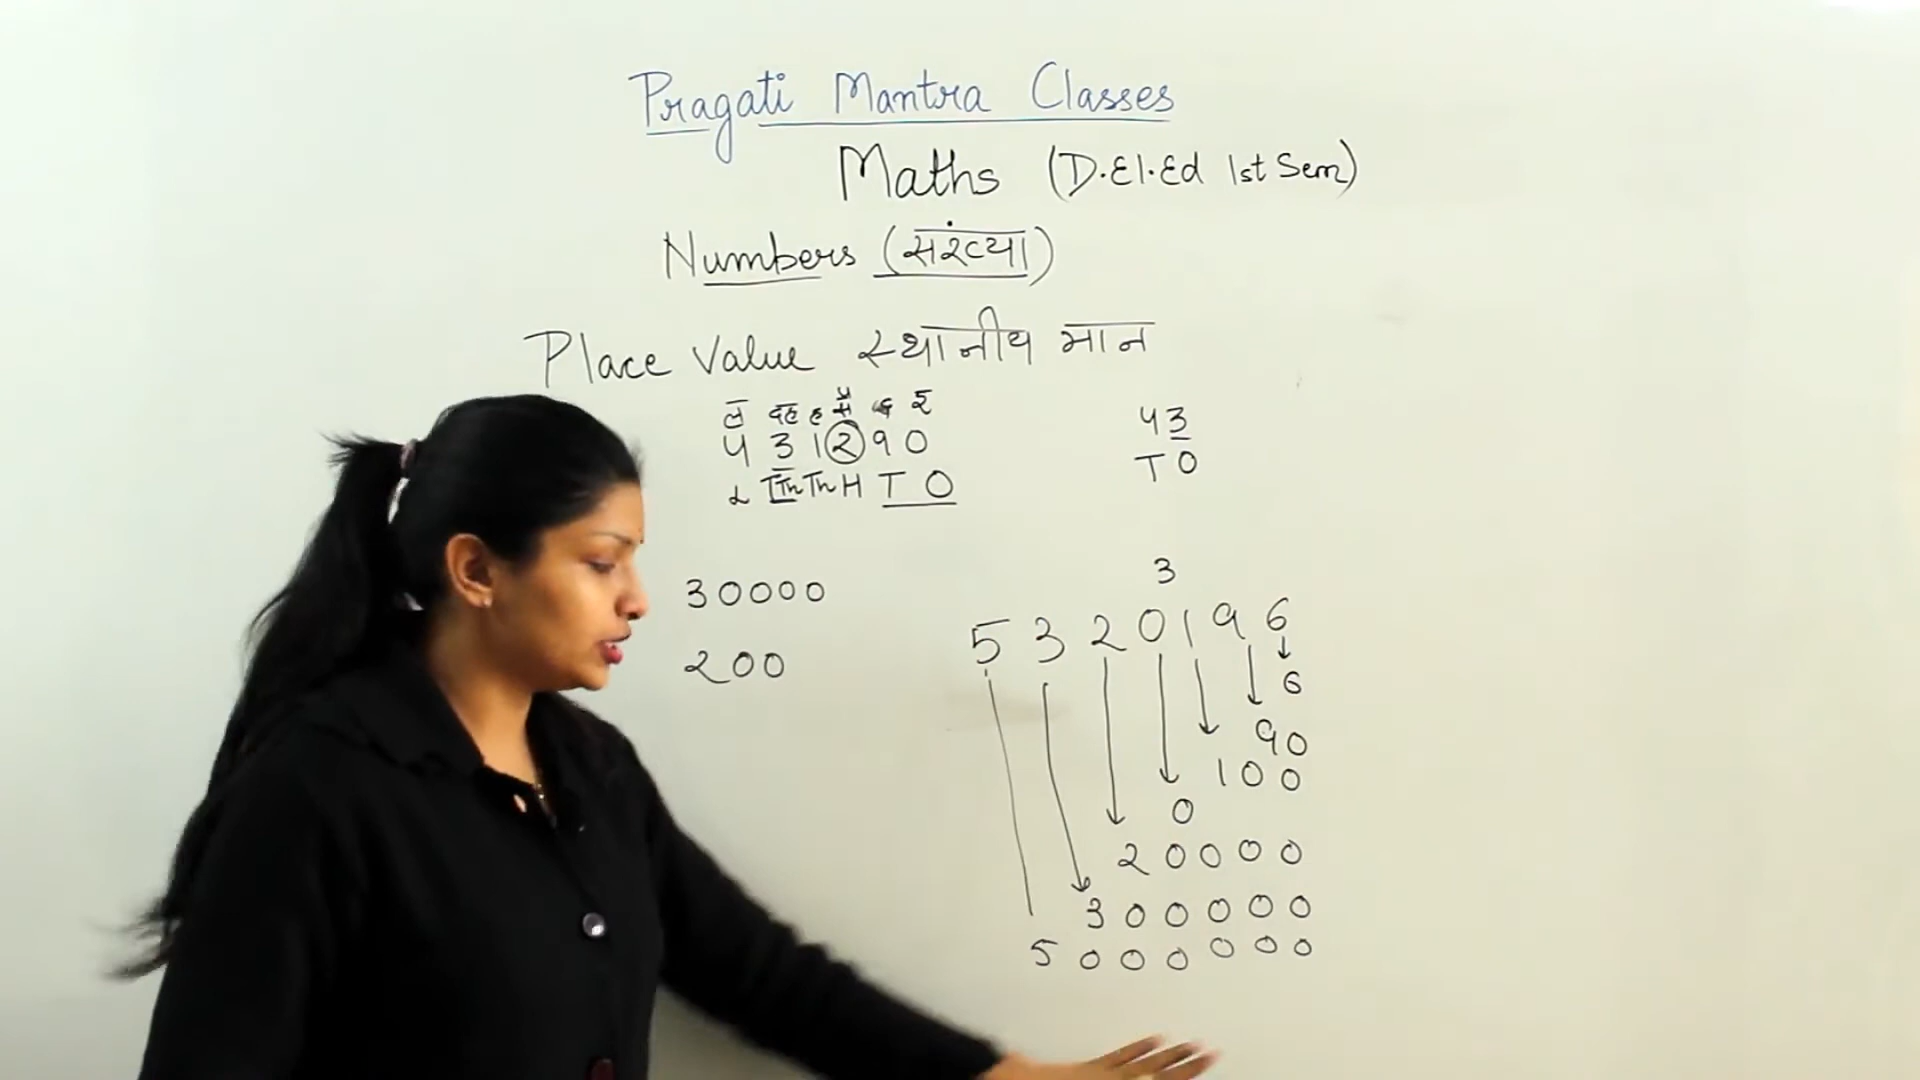 Pragati Mantra Classes
Maths (D.El.Ed 1st Sem)
Numbers (संख्या)
Place Value स्थानीय मान
ल दह ह स द इ
4 3 1 2 9 0
L TTh Th H T O
43
T O
30000
200
3
5 3 2 0 1 9 6
6
90
100
0
20000
300000
5000000